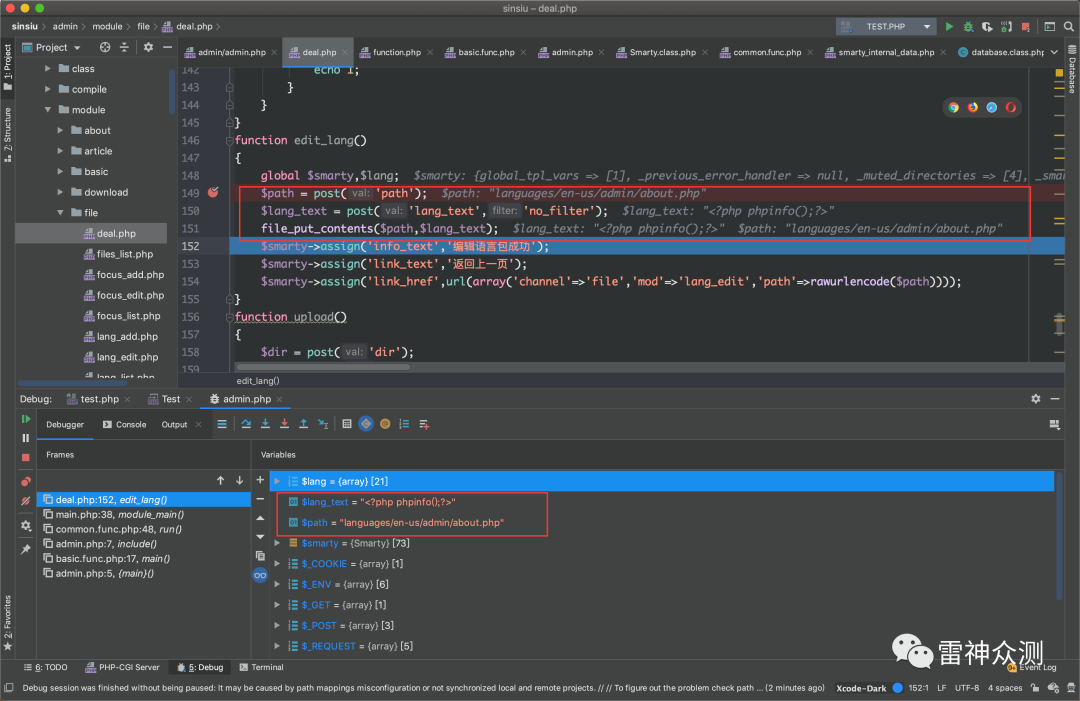 sinsiu – deal.php
sinsiu › admin › module › file › deal.php
TEST.PHP
Project
admin/admin.php × deal.php × function.php × basic.func.php × admin.php × Smarty.class.php × common.func.php × smarty_internal_data.php × database.class.php
1: Project
7: Structure
2: Favorites
Database
class
compile
module
about
article
basic
download
file
deal.php
files_list.php
focus_add.php
focus_edit.php
focus_list.php
lang_add.php
lang_edit.php
lang_list.php
142 echo 1;
143 }
144 }
145 }
146 function edit_lang()
147 {
148 global $smarty,$lang; $smarty: {global_tpl_vars => [1], _previous_error_handler => null, _muted_directories => [4], _smar
149 $path = post( val: 'path'); $path: "languages/en-us/admin/about.php"
150 $lang_text = post( val: 'lang_text', filter: 'no_filter'); $lang_text: "<?php phpinfo();?>"
151 file_put_contents($path,$lang_text); $lang_text: "<?php phpinfo();?>" $path: "languages/en-us/admin/about.php"
152 $smarty->assign('info_text','编辑语言包成功');
153 $smarty->assign('link_text','返回上一页');
154 $smarty->assign('link_href',url(array('channel'=>'file','mod'=>'lang_edit','path'=>rawurlencode($path))));
155 }
156 function upload()
157 {
158 $dir = post( val: 'dir');
159
edit_lang()
Debug: test.php × Test × admin.php ×
Debugger Console Output ×
Frames
Variables
deal.php:152, edit_lang()
main.php:38, module_main()
common.func.php:48, run()
admin.php:7, include()
basic.func.php:17, main()
admin.php:5, {main}()
$lang = {array} [21]
$lang_text = "<?php phpinfo();?>"
$path = "languages/en-us/admin/about.php"
$smarty = {Smarty} [73]
$_COOKIE = {array} [1]
$_ENV = {array} [6]
$_GET = {array} [1]
$_POST = {array} [3]
$_REQUEST = {array} [5]
雷神众测
6: TODO PHP-CGI Server 5: Debug Terminal Event Log
Debug session was finished without being paused: It may be caused by path mappings misconfiguration or not synchronized local and remote projects. // // To figure out the problem check path ... (2 minutes ago) Xcode-Dark 152:1 LF UTF-8 4 spaces